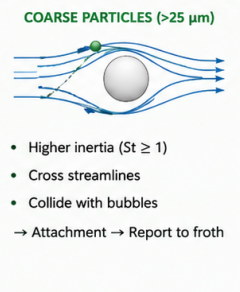 COARSE PARTICLES (>25 μm)
• Higher inertia (St ≥ 1)
• Cross streamlines
• Collide with bubbles
→ Attachment → Report to froth